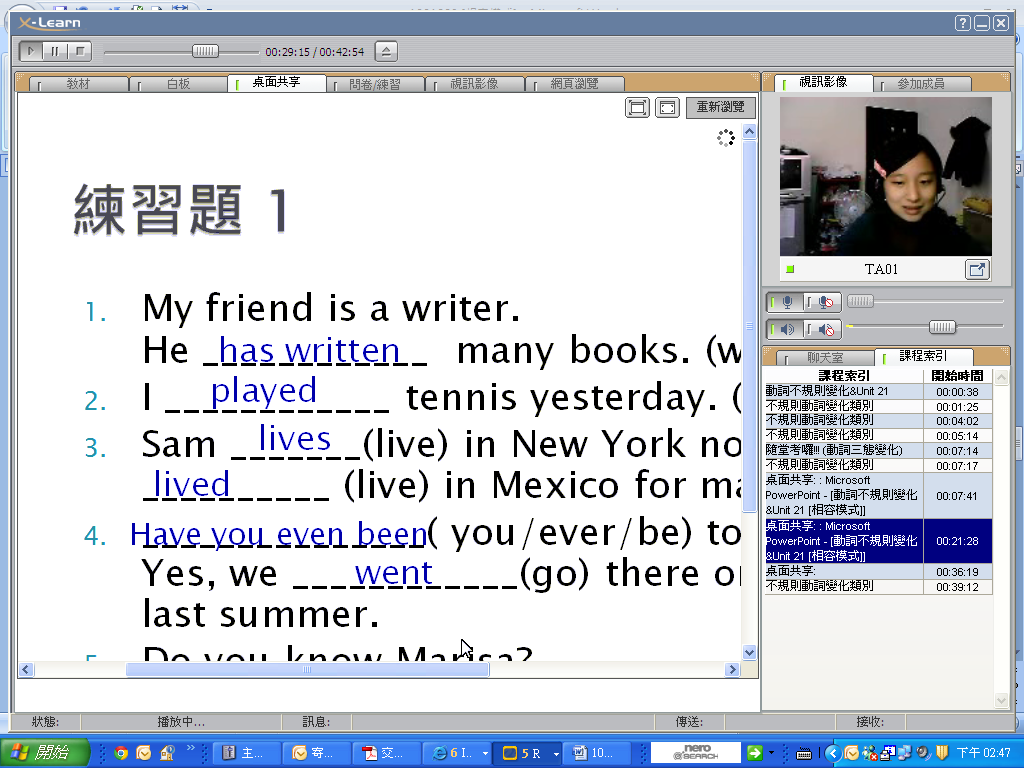 X-Learn
00:29:15 / 00:42:54
教材
白板
桌面共享
問卷/練習
視訊影像
網頁瀏覽
重新瀏覽
練習題 1
1. My friend is a writer.
He has written many books. (w
2. I played tennis yesterday. (
3. Sam lives (live) in New York no
lived (live) in Mexico for ma
4. Have you even been( you/ever/be) to
Yes, we went (go) there on
last summer.
5. Do you know Marisa?
視訊影像
參加成員
TA01
聊天室
課程索引
課程索引 開始時間
動詞不規則變化&Unit 21 00:00:38
不規則動詞變化類別 00:01:25
不規則動詞變化類別 00:04:02
不規則動詞變化類別 00:05:14
隨堂考囉!!! (動詞三態變化) 00:07:14
不規則動詞變化類別 00:07:17
桌面共享: : Microsoft
PowerPoint - [動詞不規則變化 00:07:41
&Unit 21 [相容模式]]
桌面共享: : Microsoft
PowerPoint - [動詞不規則變化 00:21:28
&Unit 21 [相容模式]]
桌面共享: 00:36:19
不規則動詞變化類別 00:39:12
狀態:
播放中...
訊息:
傳送:
接收:
開始
主...
寄...
交...
6 I...
5 R
10...
nero
@SEARCH
下午 02:47